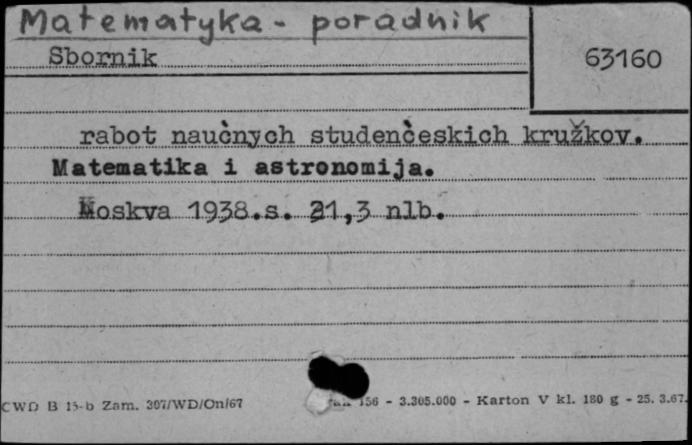 Matematyka - poradnik
Sbornik
63160
rabot naučnych studenčeskich kružkov.
Matematika i astronomija.
Moskva 1938.s. 21,3 nlb.
CWD B 15-b Zam. 307/WD/On/67 156 - 3.305.000 - Karton V kl. 180 g - 25. 3.67.